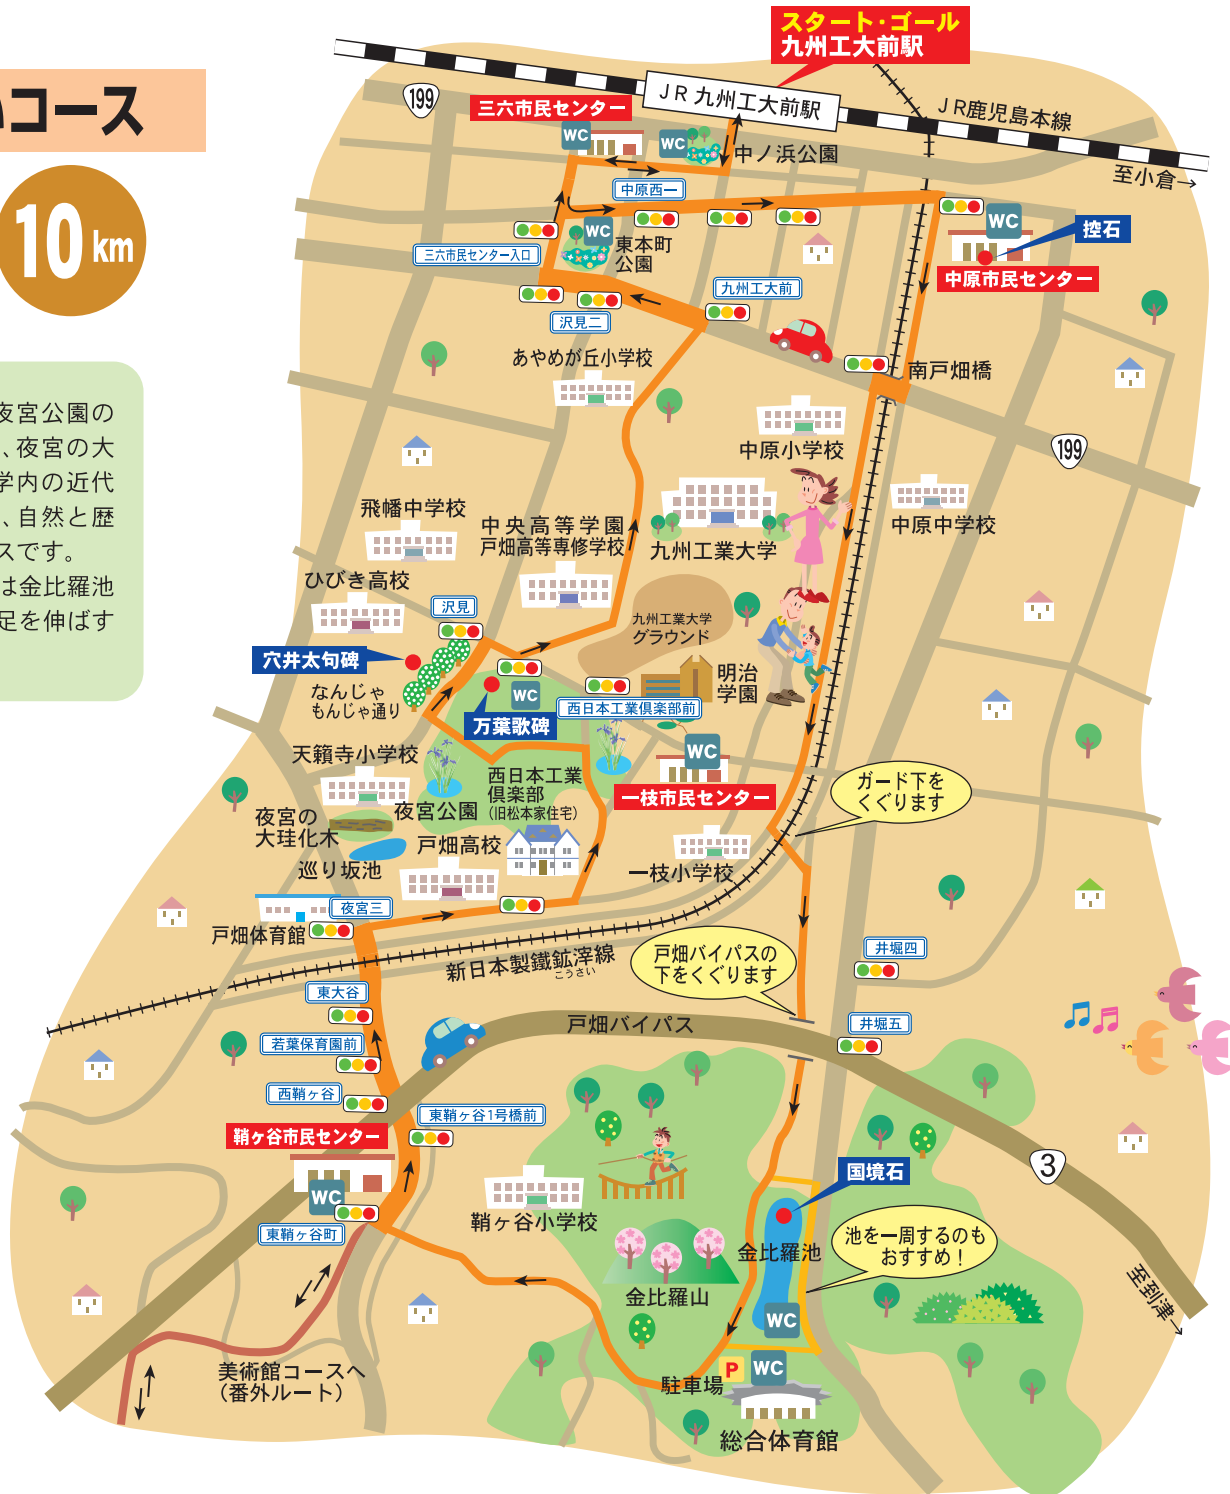 いコース
10 km
夜宮公園の
、夜宮の大
学内の近代
、自然と歴
スです。
は金比羅池
足を伸ばす
スタート・ゴール
九州工大前駅
199
三六市民センター
JR 九州工大前駅
JR鹿児島本線
至小倉→
WC
WC
中ノ浜公園
中原西一
WC
東本町
公園
三六市民センター入口
WC
控石
中原市民センター
九州工大前
沢見二
あやめが丘小学校
南戸畑橋
中原小学校
199
飛幡中学校
中央高等学園
戸畑高等専修学校
九州工業大学
中原中学校
ひびき高校
沢見
九州工業大学
グラウンド
穴井太句碑
なんじゃ
もんじゃ通り
WC
万葉歌碑
西日本工業倶楽部前
明治
学園
天籟寺小学校
夜宮公園
西日本工業
倶楽部
(旧松本家住宅)
WC
一枝市民センター
ガード下を
くぐります
夜宮の
大珪化木
巡り坂池
戸畑高校
一枝小学校
夜宮三
戸畑体育館
新日本製鐵鉱滓線
こうさい
戸畑バイパスの
下をくぐります
井堀四
東大谷
戸畑バイパス
井堀五
若葉保育園前
西鞘ヶ谷
東鞘ヶ谷1号橋前
鞘ヶ谷市民センター
WC
東鞘ヶ谷町
鞘ヶ谷小学校
国境石
3
金比羅池
池を一周するのも
おすすめ！
金比羅山
至到津→
WC
美術館コースへ
（番外ルート）
駐車場
P
WC
総合体育館